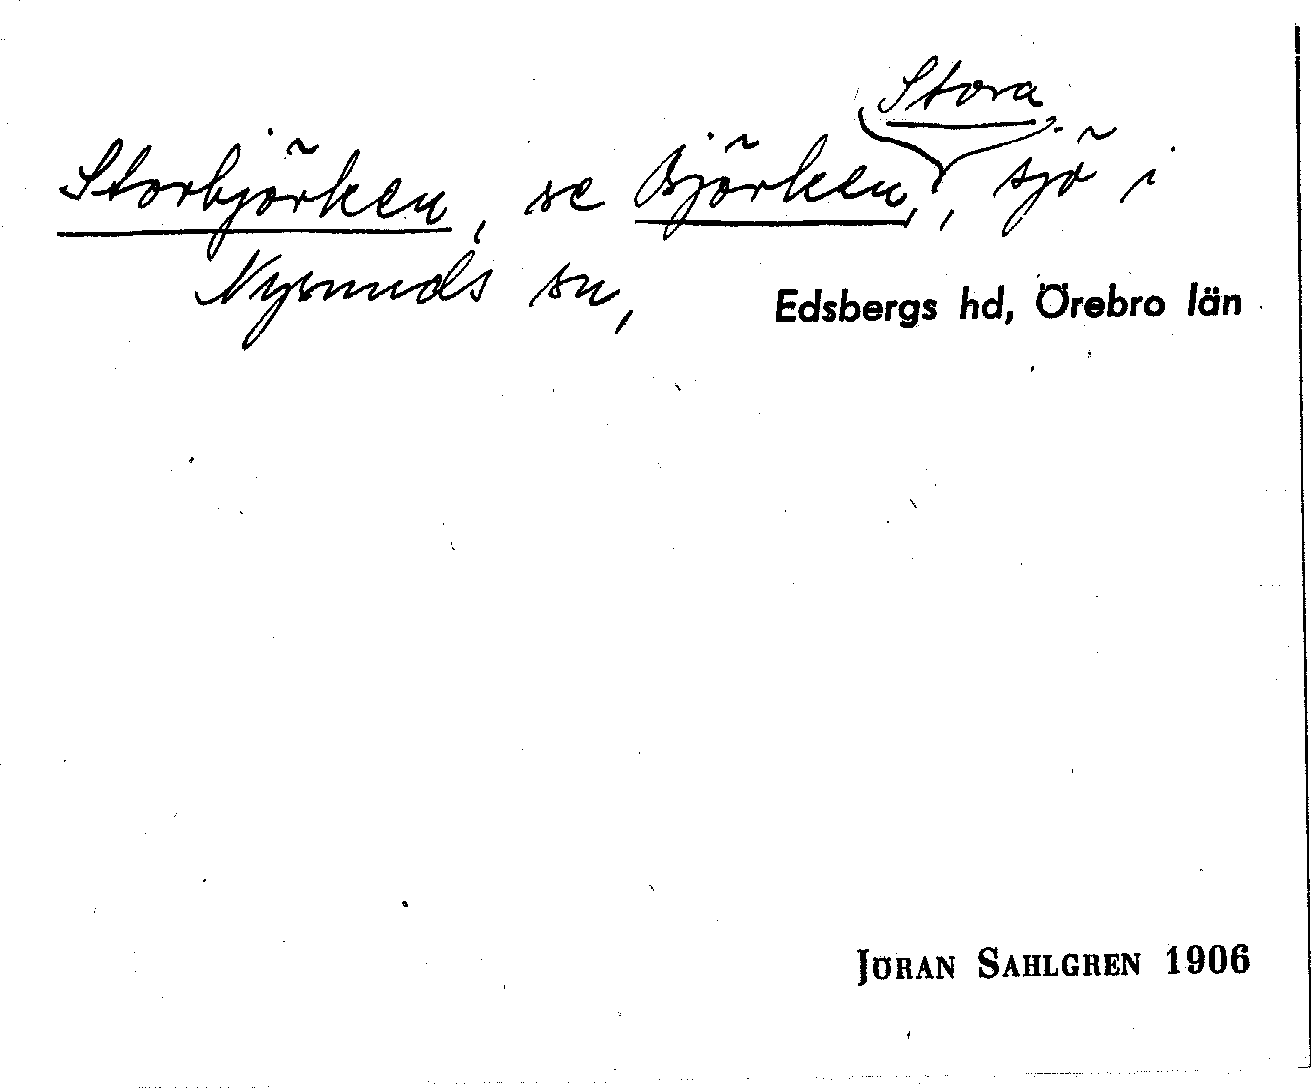 Storbjörken, se Björken, Stora, sjö i
Nysunds sn, Edsbergs hd, Örebro län
JÖRAN SAHLGREN 1906